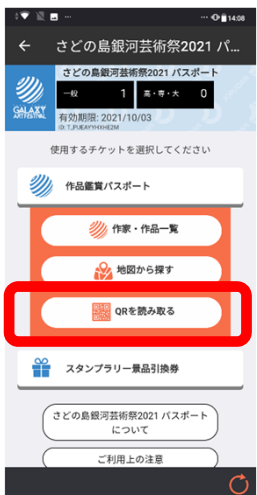 14:08
さどの島銀河芸術祭2021 パ...
さどの島銀河芸術祭2021 パスポート
一般 1 高・専・大 0
GALAXY
ART FESTIVAL
有効期限: 2021/10/03
使用するチケットを選択してください
作品鑑賞パスポート
作家・作品一覧
地図から探す
QRを読み取る
スタンプラリー景品引換券
さどの島銀河芸術祭2021 パスポート
について
ご利用上の注意